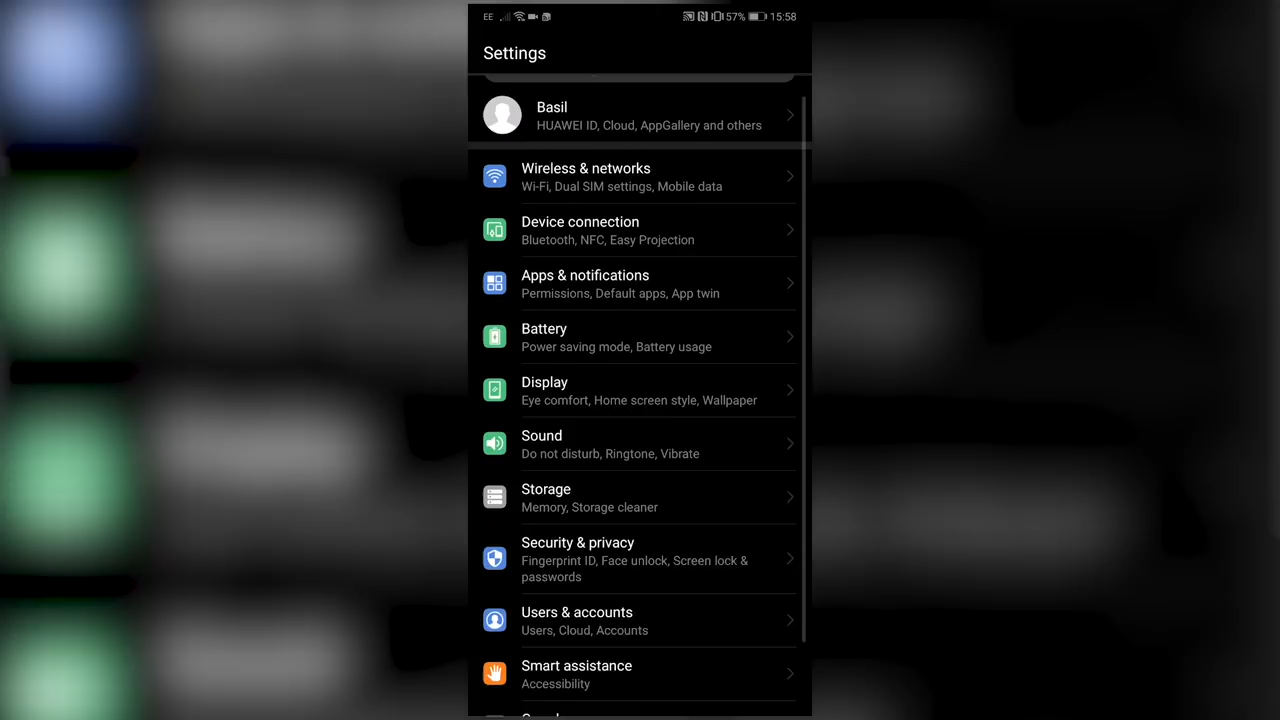 EE 57% 15:58
Settings
Basil
HUAWEI ID, Cloud, AppGallery and others
Wireless & networks
Wi-Fi, Dual SIM settings, Mobile data
Device connection
Bluetooth, NFC, Easy Projection
Apps & notifications
Permissions, Default apps, App twin
Battery
Power saving mode, Battery usage
Display
Eye comfort, Home screen style, Wallpaper
Sound
Do not disturb, Ringtone, Vibrate
Storage
Memory, Storage cleaner
Security & privacy
Fingerprint ID, Face unlock, Screen lock &
passwords
Users & accounts
Users, Cloud, Accounts
Smart assistance
Accessibility